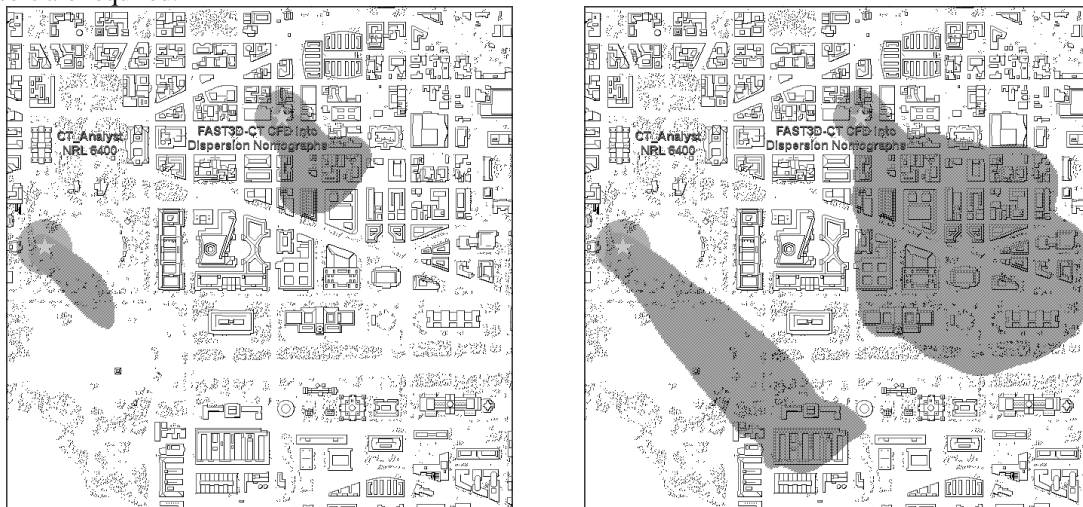 CT_Analyst
NRL 6400
FAST3D-CT CFD into
Dispersion Nomographs
CT_Analyst
NRL 6400
FAST3D-CT CFD into
Dispersion Nomographs